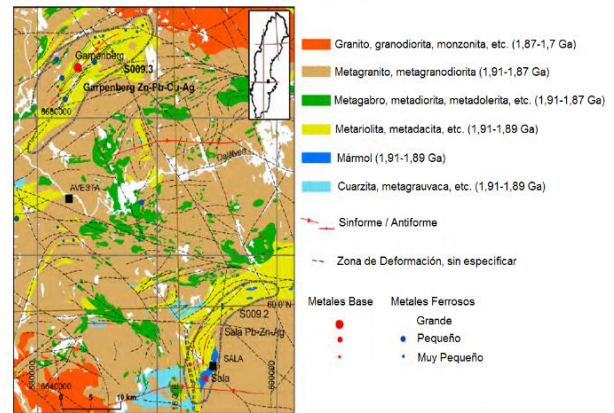 Garpenberg
S009.3
Garpenberg Zn-Pb-Cu-Ag
AVESTA
60.0°N
S009.2
Sala Pb-Zn-Ag
SALA
Sala
0 5 10 km
Granito, granodiorita, monzonita, etc. (1,87-1,7 Ga)
Metagranito, metagranodiorita (1,91-1,87 Ga)
Metagabro, metadiorita, metadolerita, etc. (1,91-1,87 Ga)
Metariolita, metadacita, etc. (1,91-1,89 Ga)
Mármol (1,91-1,89 Ga)
Cuarzita, metagrauvaca, etc. (1,91-1,89 Ga)
Sinforme / Antiforme
Zona de Deformación, sin especificar
Metales Base Metales Ferrosos
Grande
Pequeño
Muy Pequeño